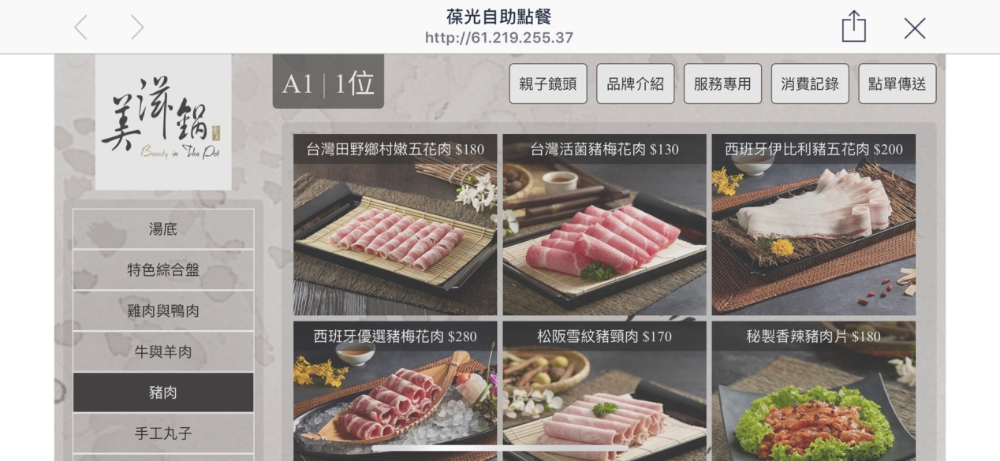 葆光自助點餐
http://61.219.255.37
美滋鍋
Beauty in The Pot
A1 | 1位
親子鏡頭
品牌介紹
服務專用
消費記錄
點單傳送
湯底
特色綜合盤
雞肉與鴨肉
牛與羊肉
豬肉
手工丸子
台灣田野鄉村嫩五花肉 $180
台灣活菌豬梅花肉 $130
西班牙伊比利豬五花肉 $200
西班牙優選豬梅花肉 $280
松阪雪紋豬頸肉 $170
秘製香辣豬肉片 $180